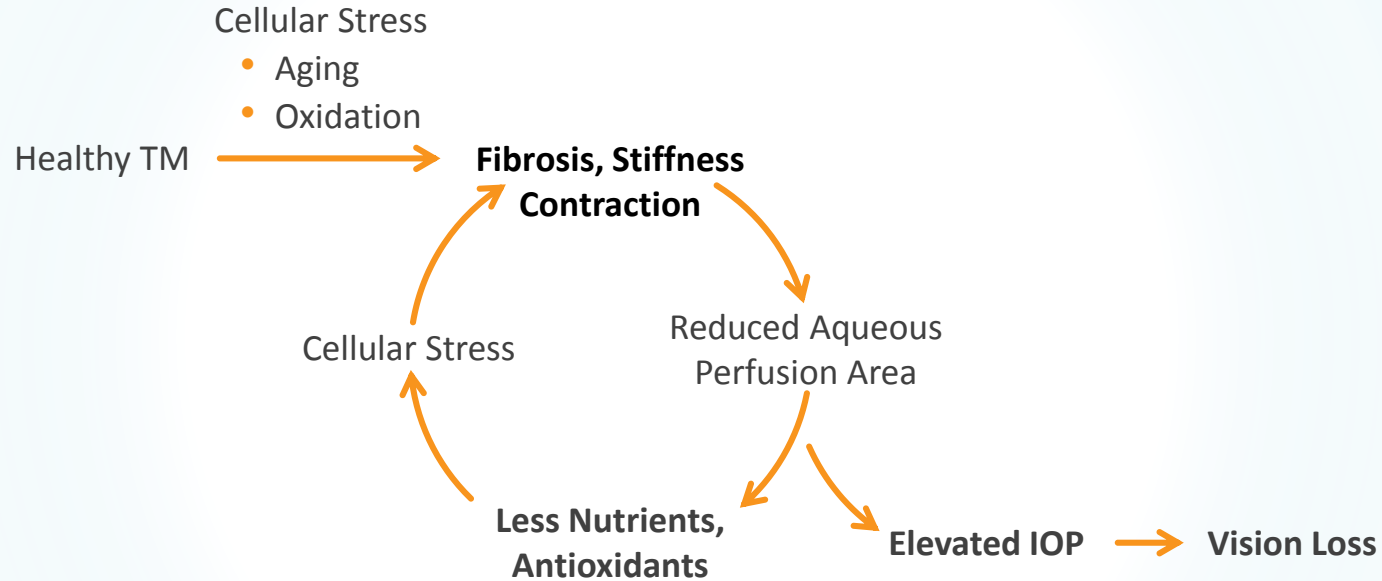 Cellular Stress
• Aging
• Oxidation
Healthy TM
Fibrosis, Stiffness
Contraction
Reduced Aqueous
Perfusion Area
Cellular Stress
Less Nutrients,
Antioxidants
Elevated IOP
Vision Loss